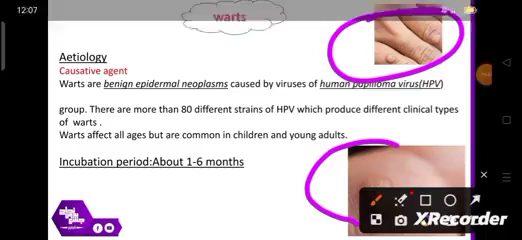 12:07
warts
Aetiology
Causative agent
Warts are benign epidermal neoplasms caused by viruses of human papilloma virus(HPV)
group. There are more than 80 different strains of HPV which produce different clinical types
of warts .
Warts affect all ages but are common in children and young adults.
Incubation period:About 1-6 months
XRecorder